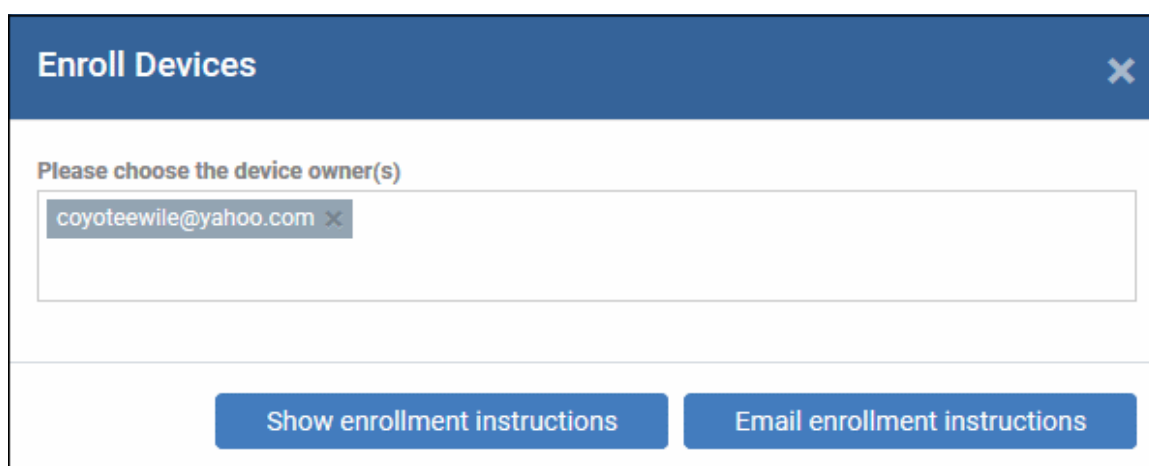 Enroll Devices
Please choose the device owner(s)
coyoteewile@yahoo.com
Show enrollment instructions
Email enrollment instructions